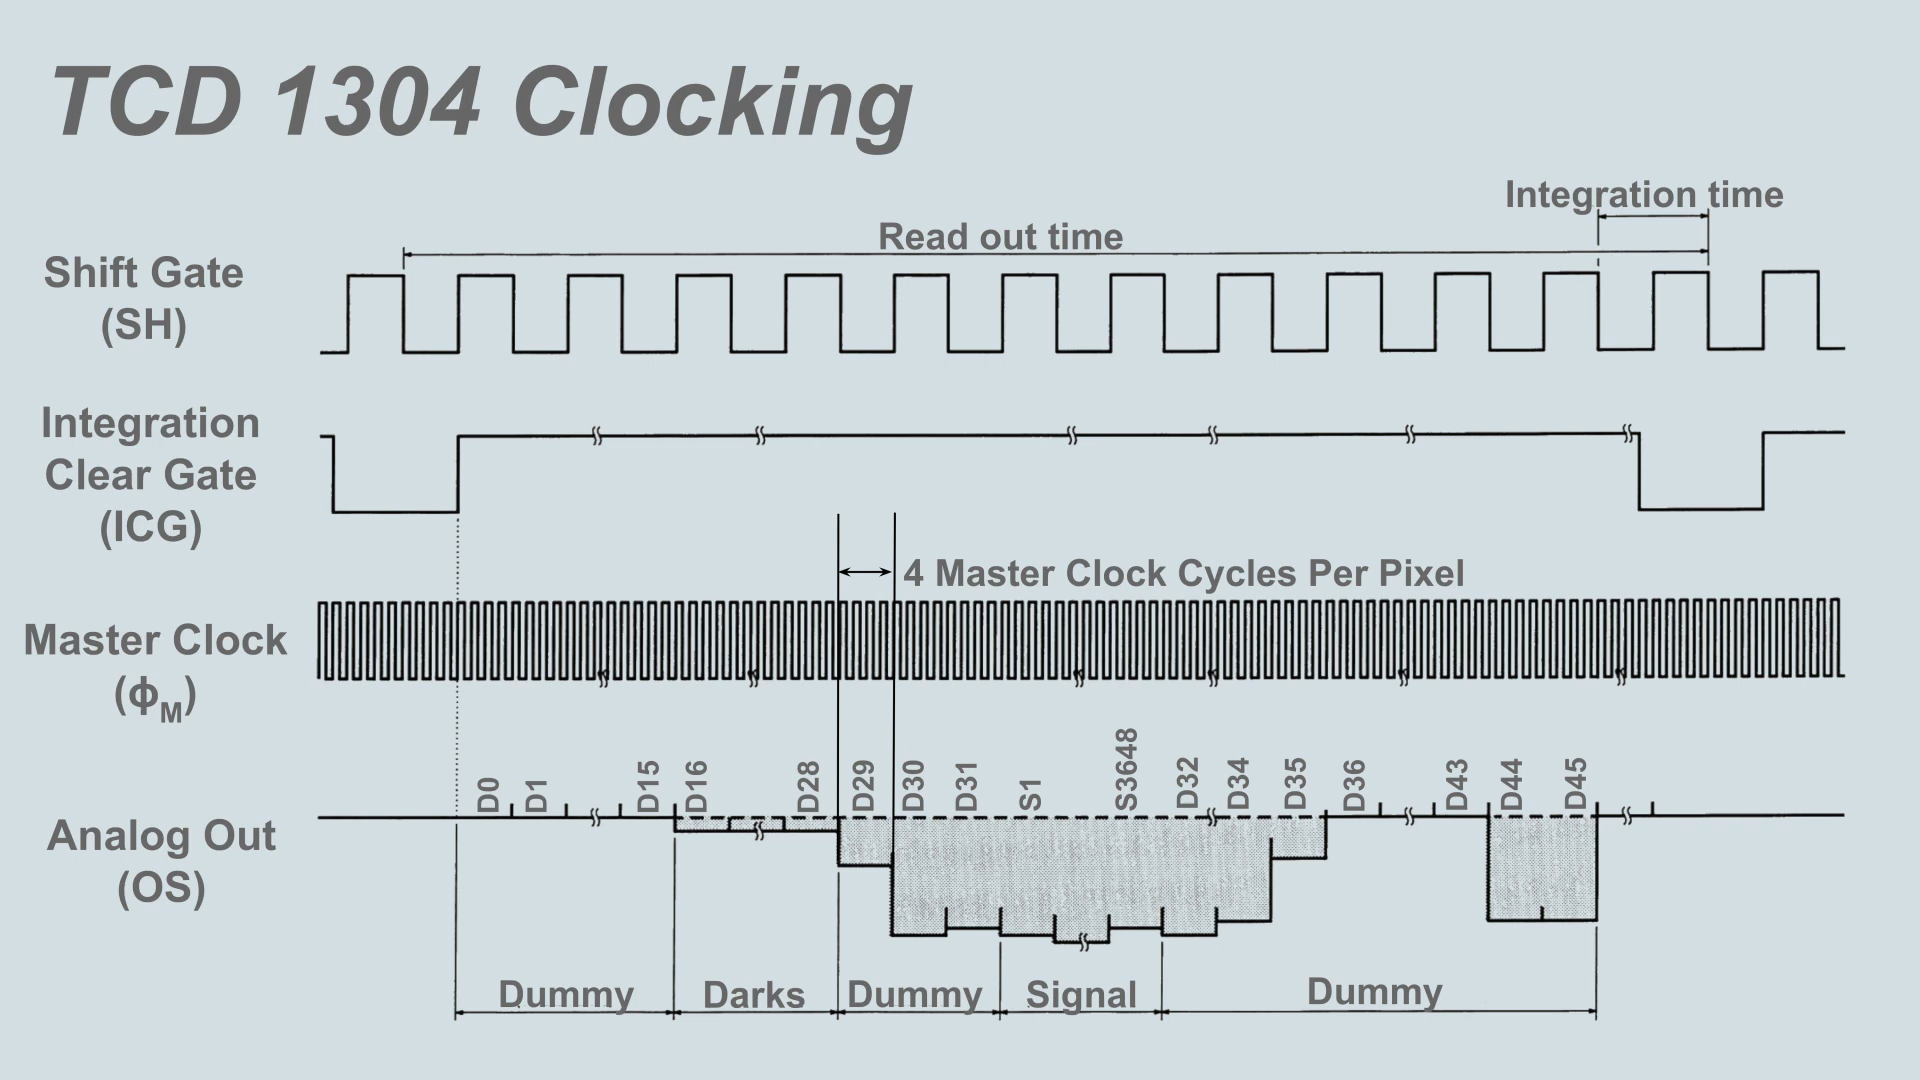 TCD 1304 Clocking
Integration time
Read out time
Shift Gate
(SH)
Integration
Clear Gate
(ICG)
4 Master Clock Cycles Per Pixel
Master Clock
(ϕM)
D0 D1 D15 D16 D28 D29 D30 D31 S1 S3648 D32 D34 D35 D36 D43 D44 D45
Analog Out
(OS)
Dummy Darks Dummy Signal Dummy